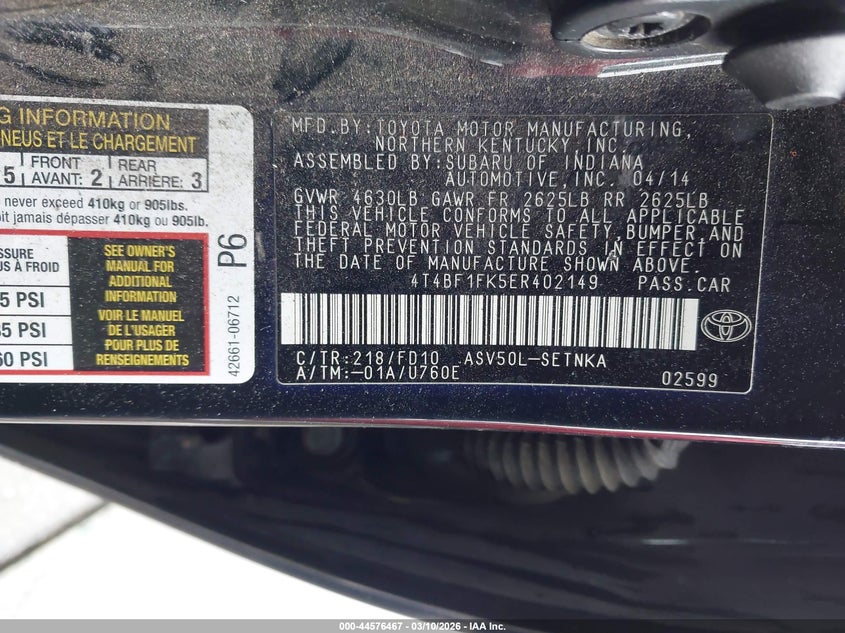 G INFORMATION
NEUS ET LE CHARGEMENT
5 FRONT AVANT: 2 REAR ARRIÈRE: 3
never exceed 410kg or 905lbs.
it jamais dépasser 410kg ou 905lb.
SSURE
S À FROID
5 PSI
35 PSI
60 PSI
SEE OWNER'S
MANUAL FOR
ADDITIONAL
INFORMATION
VOIR LE MANUEL
DE L'USAGER
POUR PLUS DE
RENSEIGNEMENTS
P6
42661-06712
MFD.BY:TOYOTA MOTOR MANUFACTURING,
NORTHERN KENTUCKY,INC.
ASSEMBLED BY:SUBARU OF INDIANA
AUTOMOTIVE,INC. 04/14
GVWR 4630LB GAWR FR 2625LB RR 2625LB
THIS VEHICLE CONFORMS TO ALL APPLICABLE
FEDERAL MOTOR VEHICLE SAFETY,BUMPER,AND
THEFT PREVENTION STANDARDS IN EFFECT ON
THE DATE OF MANUFACTURE SHOWN ABOVE.
4T4BF1FK5ER402149 PASS.CAR
C/TR:218/FD10 ASV50L-SETNKA
A/TM:-01A/U760E
02599
000-44576467 - 03/10/2026 - IAA Holdings, LLC.